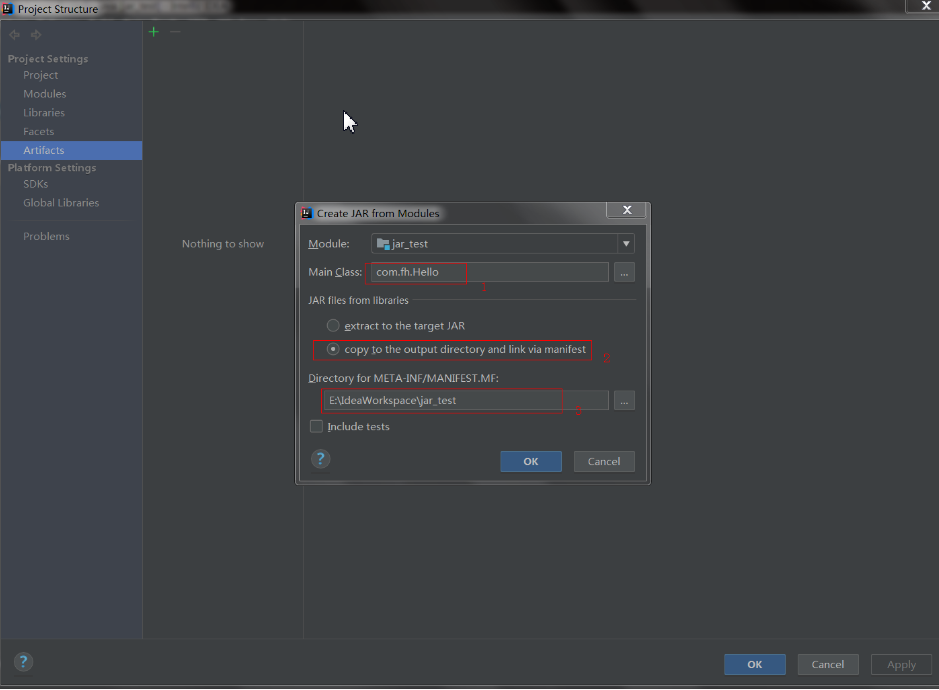 Project Structure
Project Settings
Project
Modules
Libraries
Facets
Artifacts
Platform Settings
SDKs
Global Libraries
Problems
Nothing to show
Create JAR from Modules
Module: jar_test
Main Class: com.fh.Hello ...
JAR files from libraries
extract to the target JAR
copy to the output directory and link via manifest
Directory for META-INF/MANIFEST.MF:
E:\IdeaWorkspace\jar_test ...
Include tests
? OK Cancel
? OK Cancel Apply